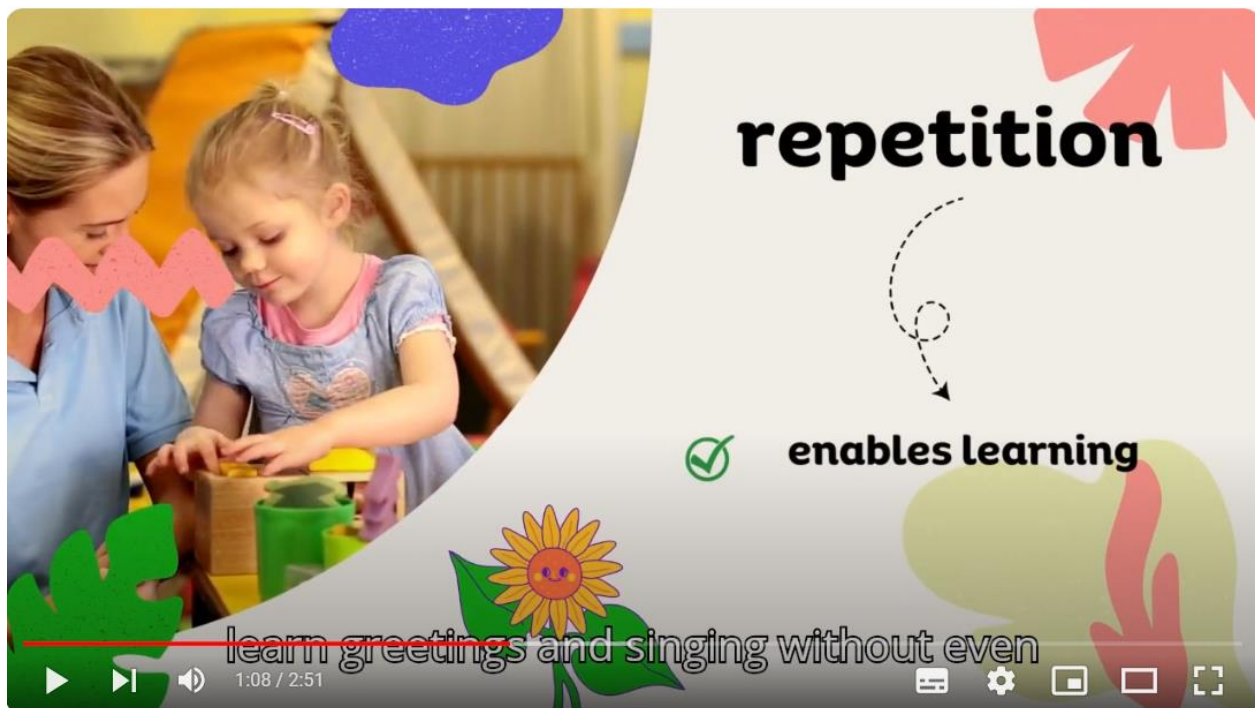 repetition
enables learning
learn greetings and singing without even
1:08 / 2:51